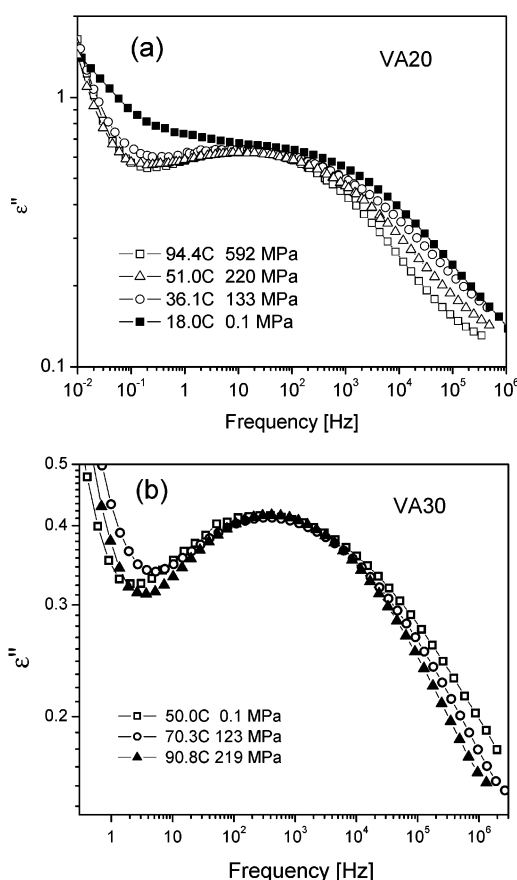 (a)
VA20
1
ε"
94.4C 592 MPa
51.0C 220 MPa
36.1C 133 MPa
18.0C 0.1 MPa
0.1
10-2 10-1 1 10 102 103 104 105 106
Frequency [Hz]
0.5
(b)
VA30
0.4
0.3
ε"
50.0C 0.1 MPa
70.3C 123 MPa
90.8C 219 MPa
0.2
1 10 102 103 104 105 106
Frequency [Hz]